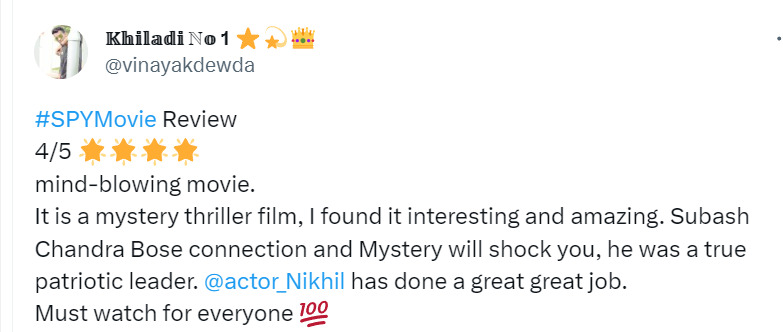 𝕂𝕙𝕚𝕝𝕒𝕕𝕚 ℕ𝕠 𝟙 ⭐💫👑
@vinayakdewda
#SPYMovie Review
4/5 🌟🌟🌟🌟
mind-blowing movie.
It is a mystery thriller film, I found it interesting and amazing. Subash
Chandra Bose connection and Mystery will shock you, he was a true
patriotic leader. @actor_Nikhil has done a great great job.
Must watch for everyone 💯